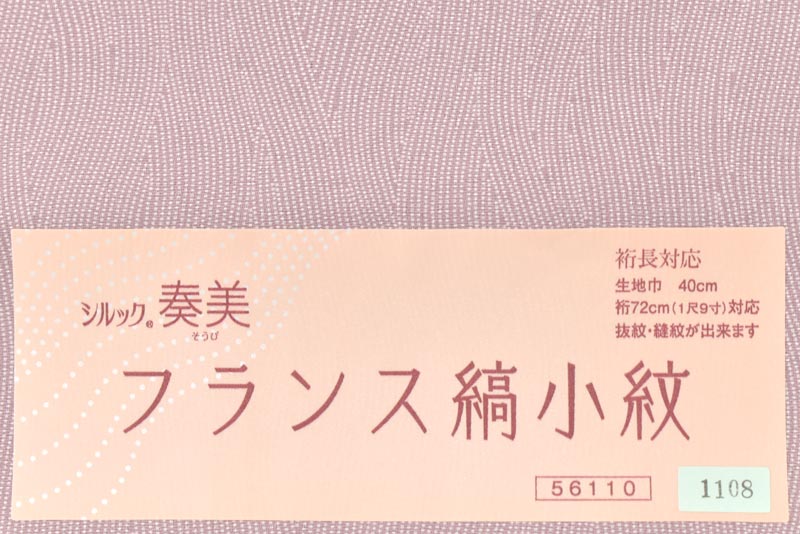 裄長対応
生地巾　40cm
裄72cm（1尺9寸）対応
抜紋・縫紋が出来ます
シルック® 奏美
そうび
フランス縞小紋
56110
1108